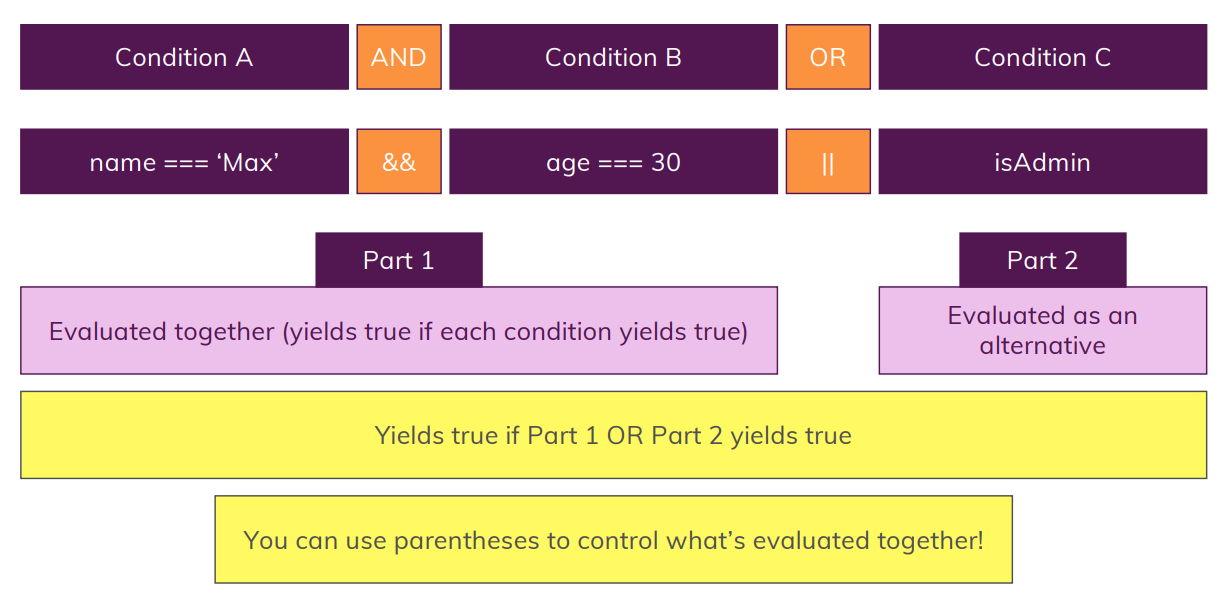 Condition A AND Condition B OR Condition C
name === ‘Max’ && age === 30 || isAdmin
Part 1
Part 2
Evaluated together (yields true if each condition yields true)
Evaluated as an
alternative
Yields true if Part 1 OR Part 2 yields true
You can use parentheses to control what’s evaluated together!